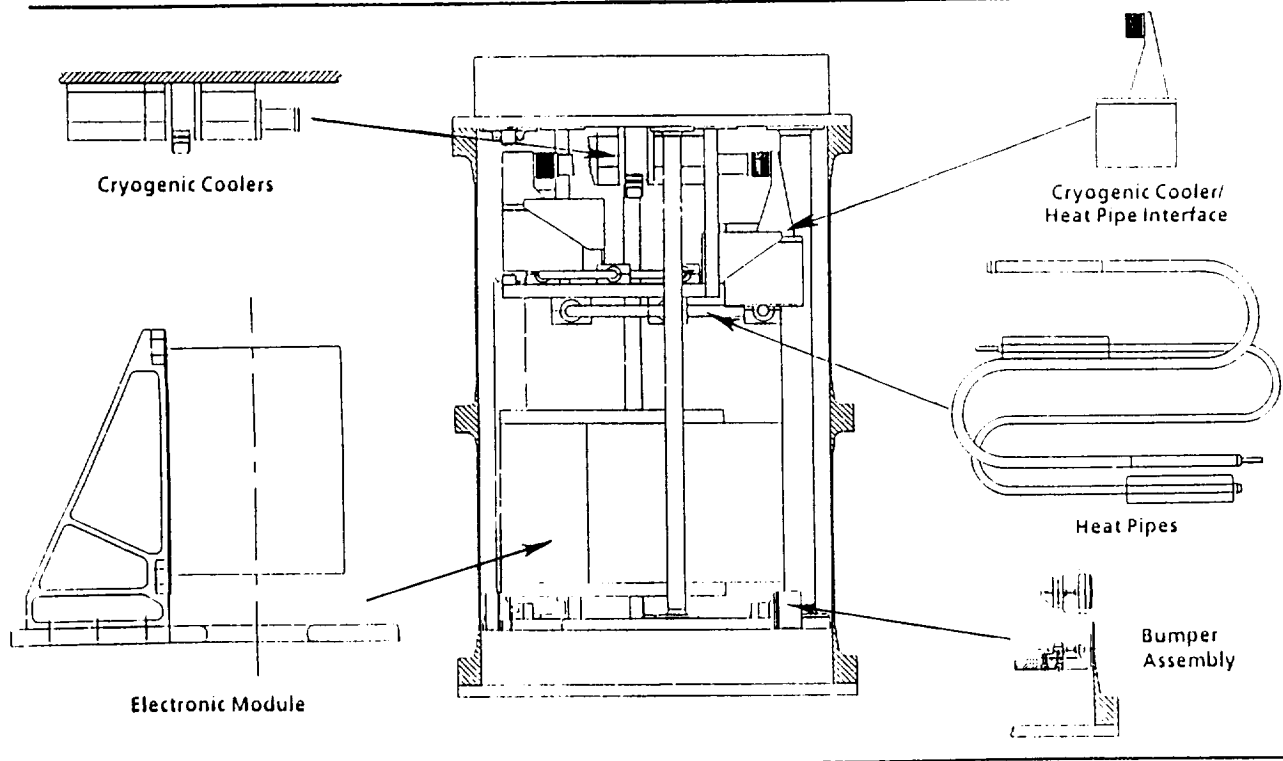 Cryogenic Coolers
Cryogenic Cooler/
Heat Pipe Interface
Heat Pipes
Bumper
Assembly
Electronic Module